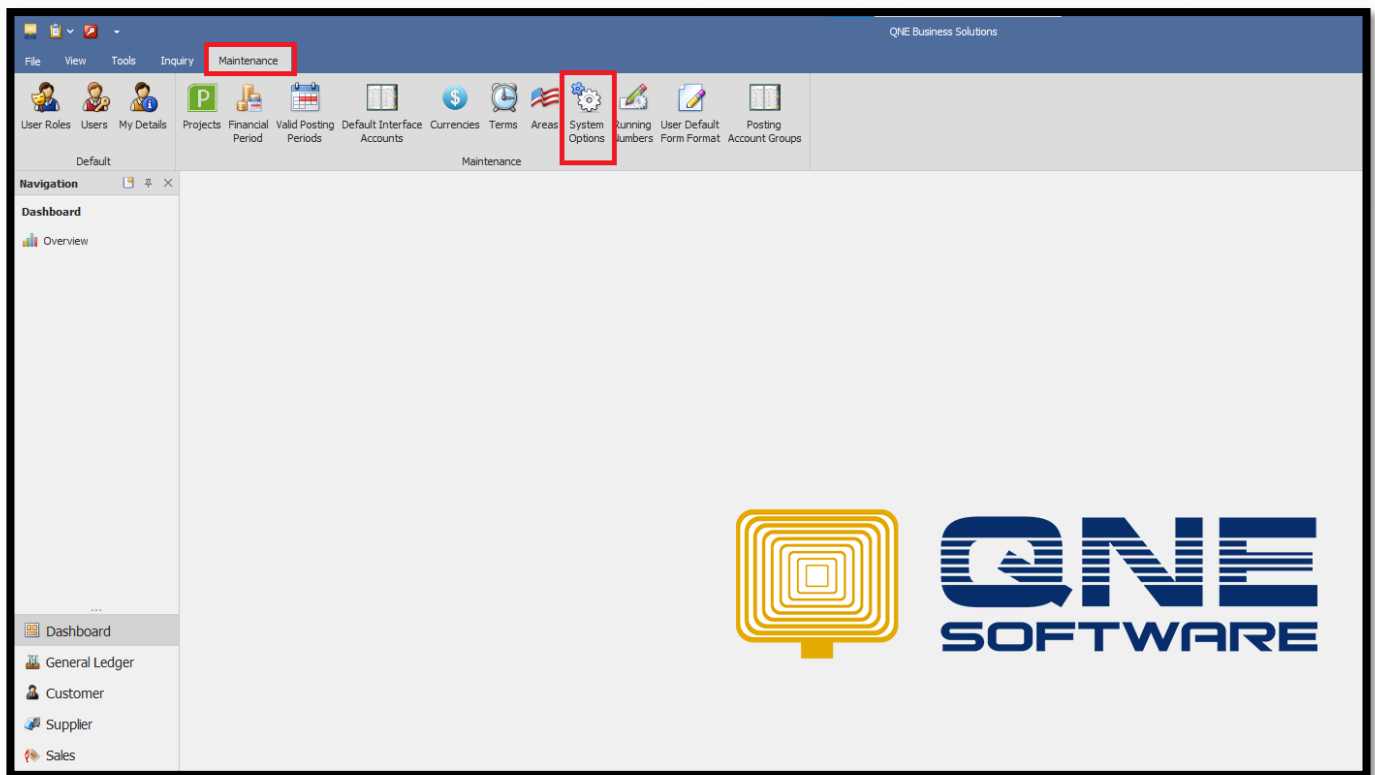 QNE Business Solutions
File View Tools Inquiry Maintenance
User Roles Users My Details Projects Financial Period Valid Posting Periods Default Interface Accounts Currencies Terms Areas System Options Running Numbers User Default Form Format Posting Account Groups
Default Maintenance
Navigation
Dashboard
Overview
Dashboard
General Ledger
Customer
Supplier
Sales
QNE
SOFTWARE